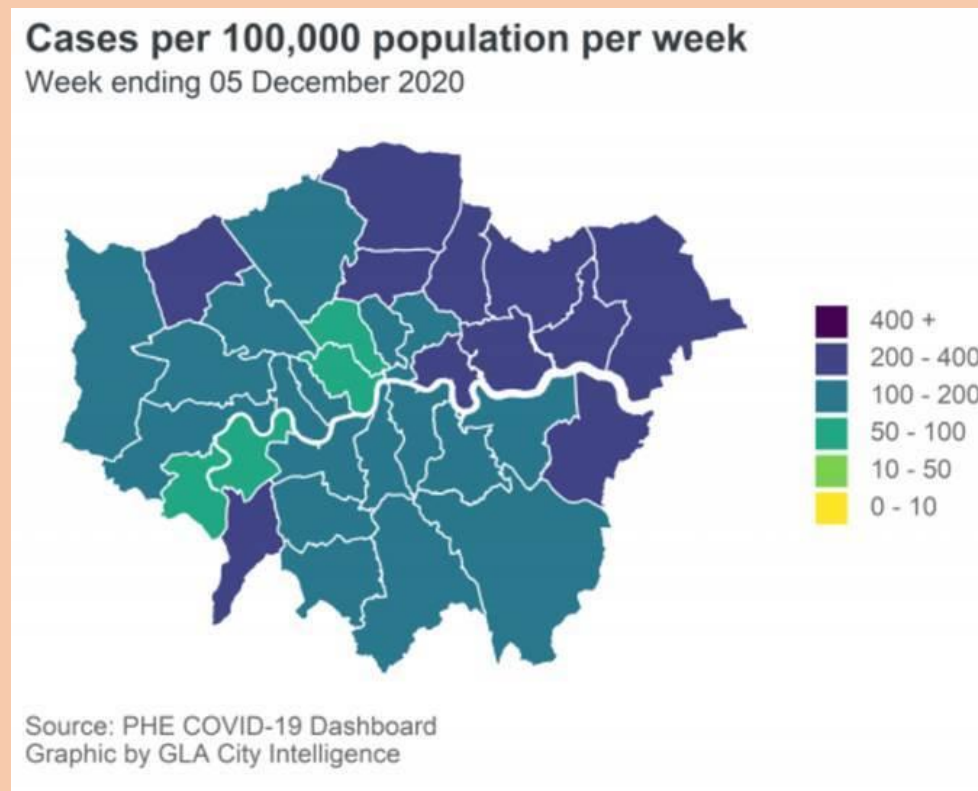 Cases per 100,000 population per week
Week ending 05 December 2020
400 +
200 - 400
100 - 200
50 - 100
10 - 50
0 - 10
Source: PHE COVID-19 Dashboard
Graphic by GLA City Intelligence